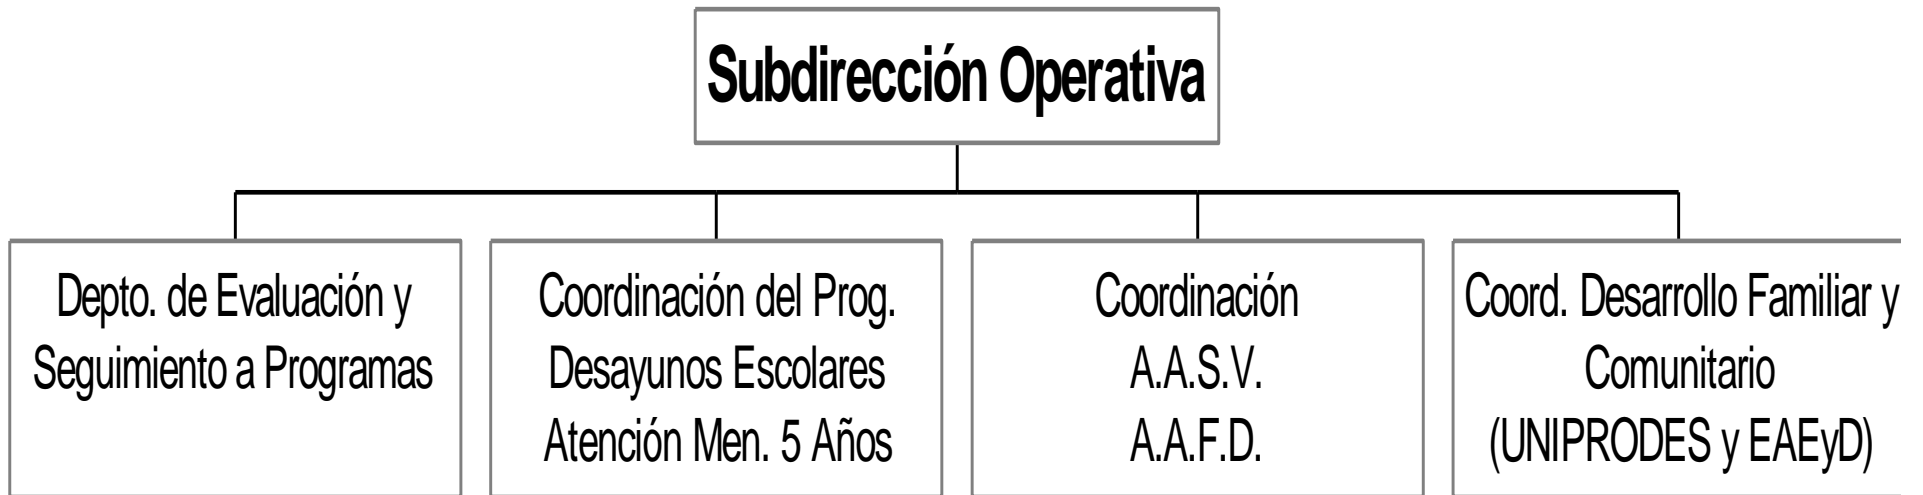 Subdirección Operativa
Depto. de Evaluación y
Seguimiento a Programas
Coordinación del Prog.
Desayunos Escolares
Atención Men. 5 Años
Coordinación
A.A.S.V.
A.A.F.D.
Coord. Desarrollo Familiar y
Comunitario
(UNIPRODES y EAEyD)